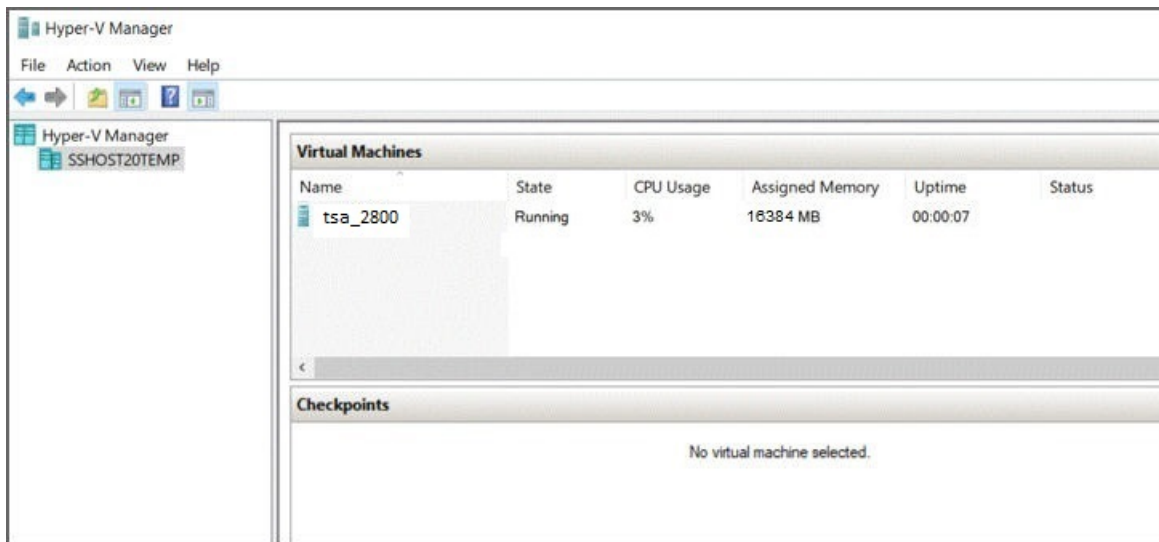 Hyper-V Manager
File Action View Help
Hyper-V Manager
SSHOST20TEMP
Virtual Machines
Name State CPU Usage Assigned Memory Uptime Status
tsa_2800 Running 3% 16384 MB 00:00:07
Checkpoints
No virtual machine selected.